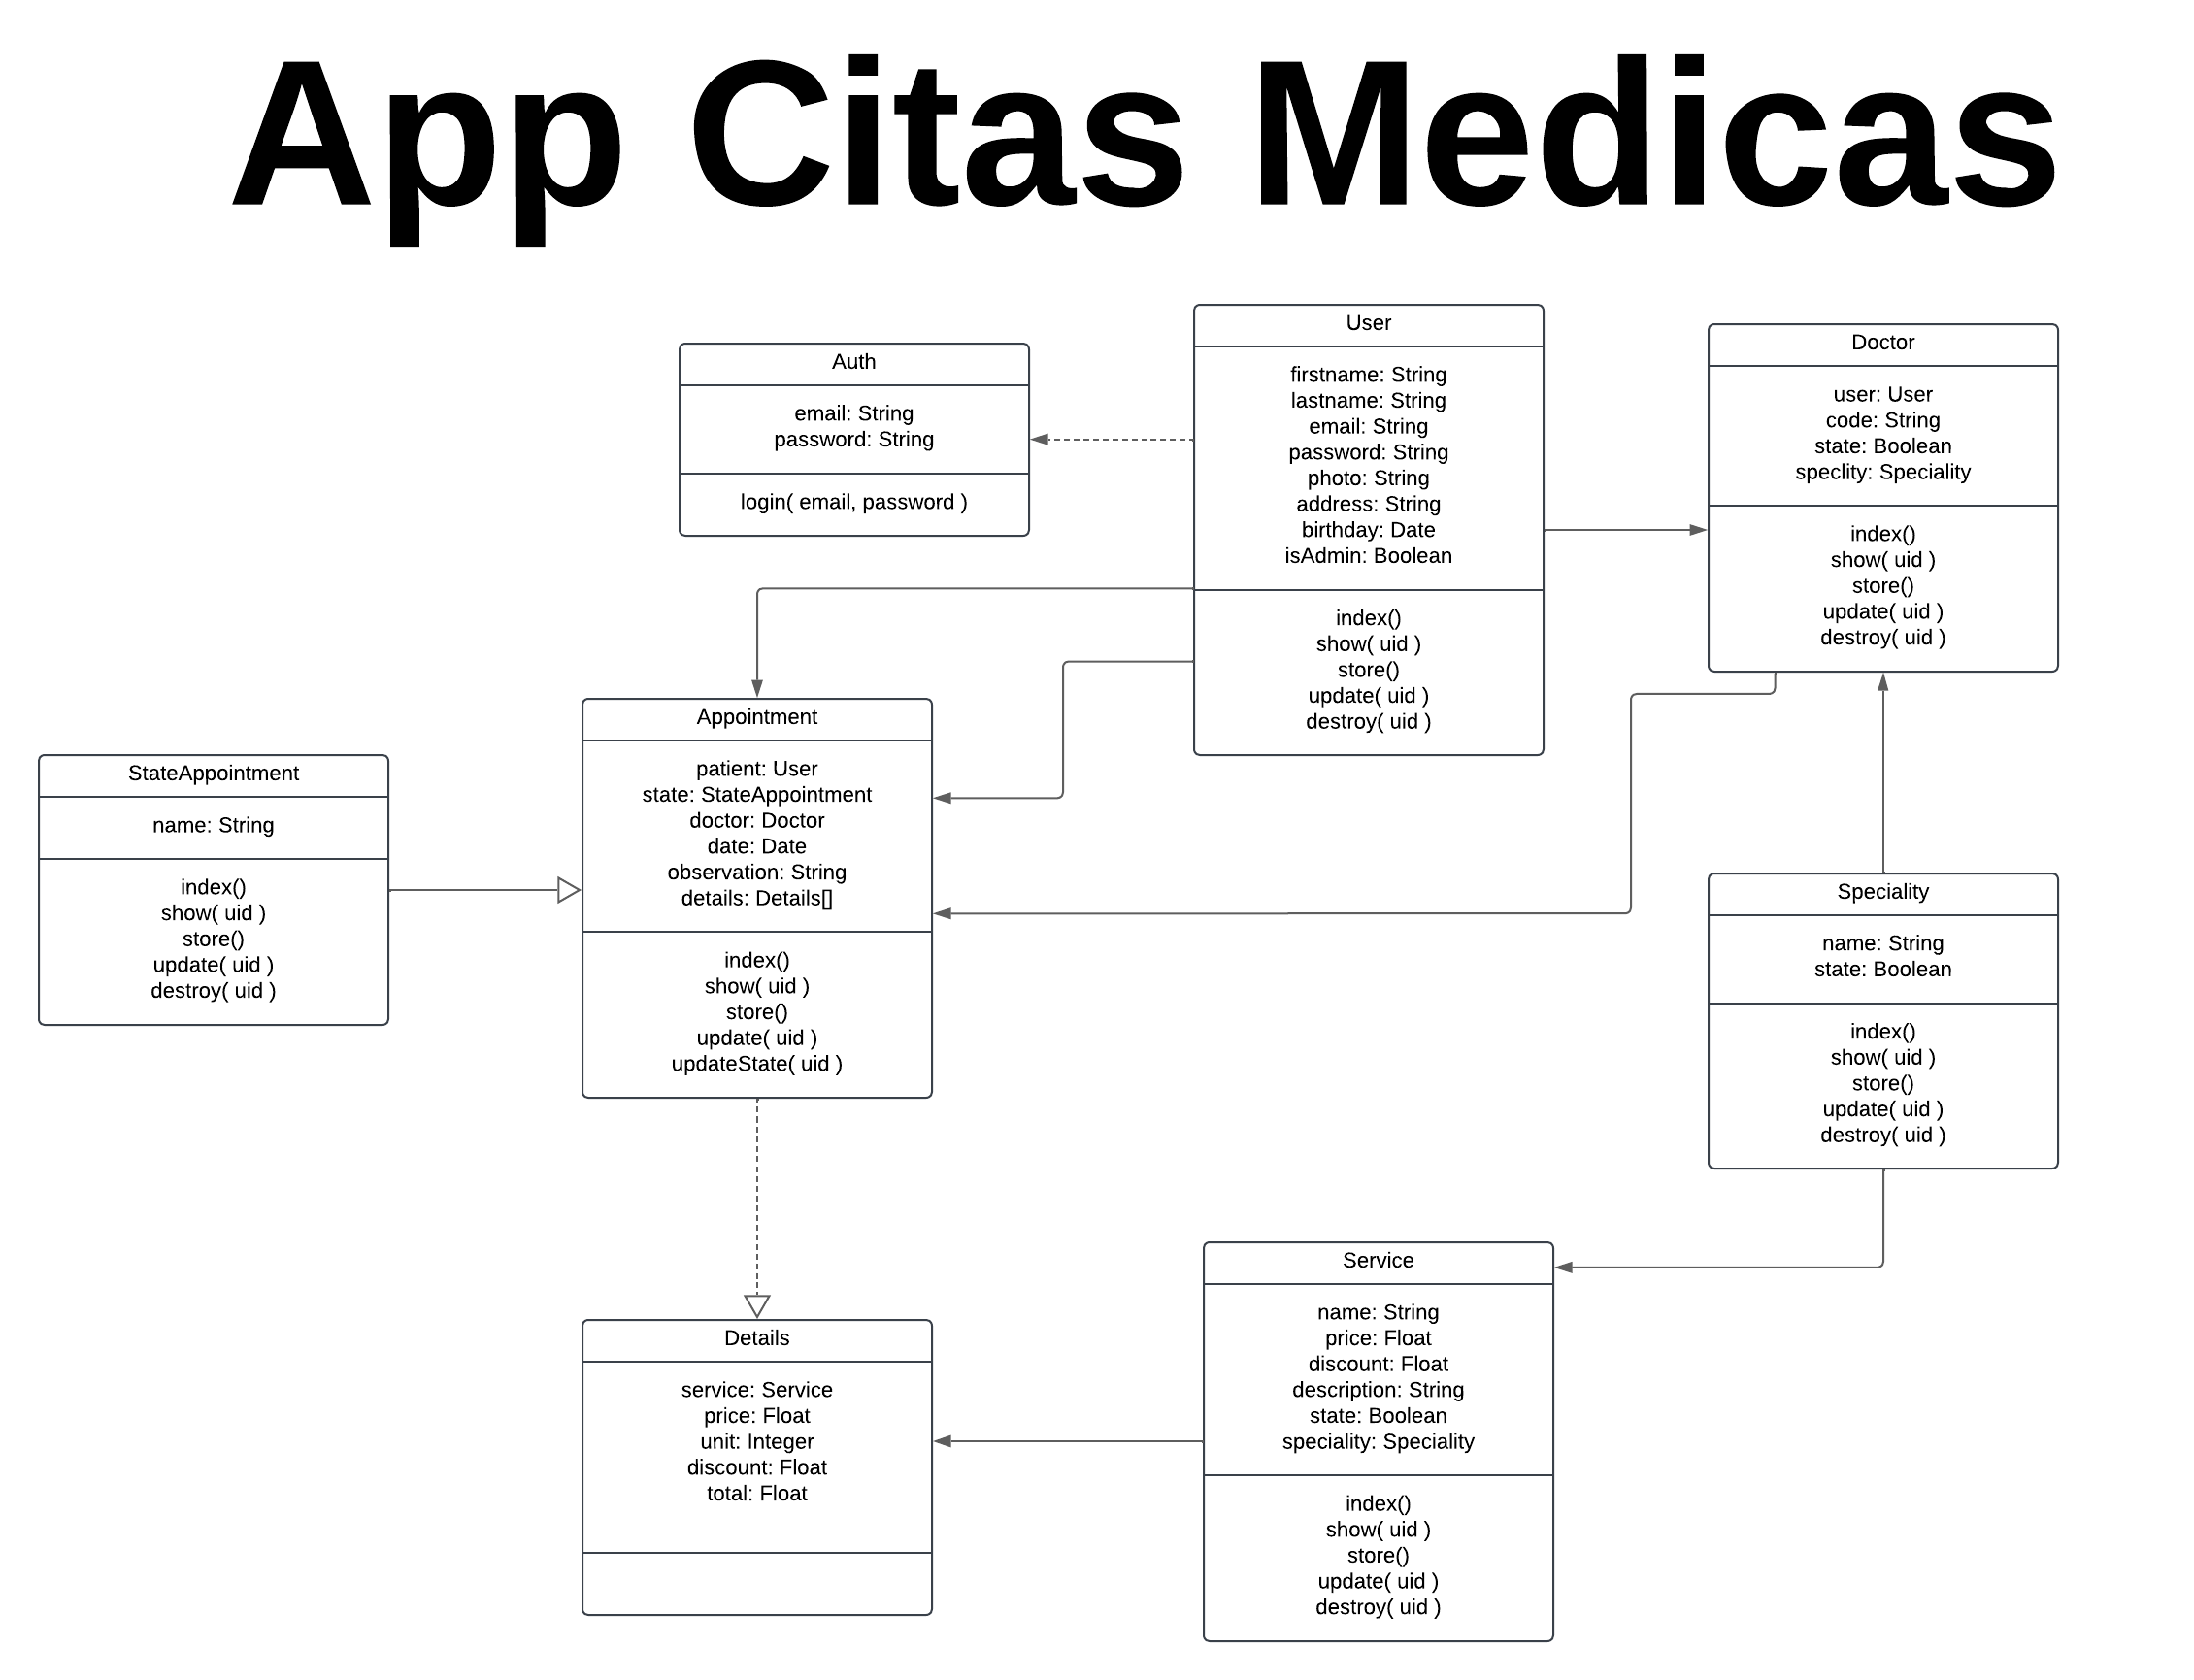 App Citas Medicas
Auth
email: String
password: String
login( email, password )
User
firstname: String
lastname: String
email: String
password: String
photo: String
address: String
birthday: Date
isAdmin: Boolean
index()
show( uid )
store()
update( uid )
destroy( uid )
Doctor
user: User
code: String
state: Boolean
speclity: Speciality
index()
show( uid )
store()
update( uid )
destroy( uid )
StateAppointment
name: String
index()
show( uid )
store()
update( uid )
destroy( uid )
Appointment
patient: User
state: StateAppointment
doctor: Doctor
date: Date
observation: String
details: Details[]
index()
show( uid )
store()
update( uid )
updateState( uid )
Speciality
name: String
state: Boolean
index()
show( uid )
store()
update( uid )
destroy( uid )
Details
service: Service
price: Float
unit: Integer
discount: Float
total: Float
Service
name: String
price: Float
discount: Float
description: String
state: Boolean
speciality: Speciality
index()
show( uid )
store()
update( uid )
destroy( uid )